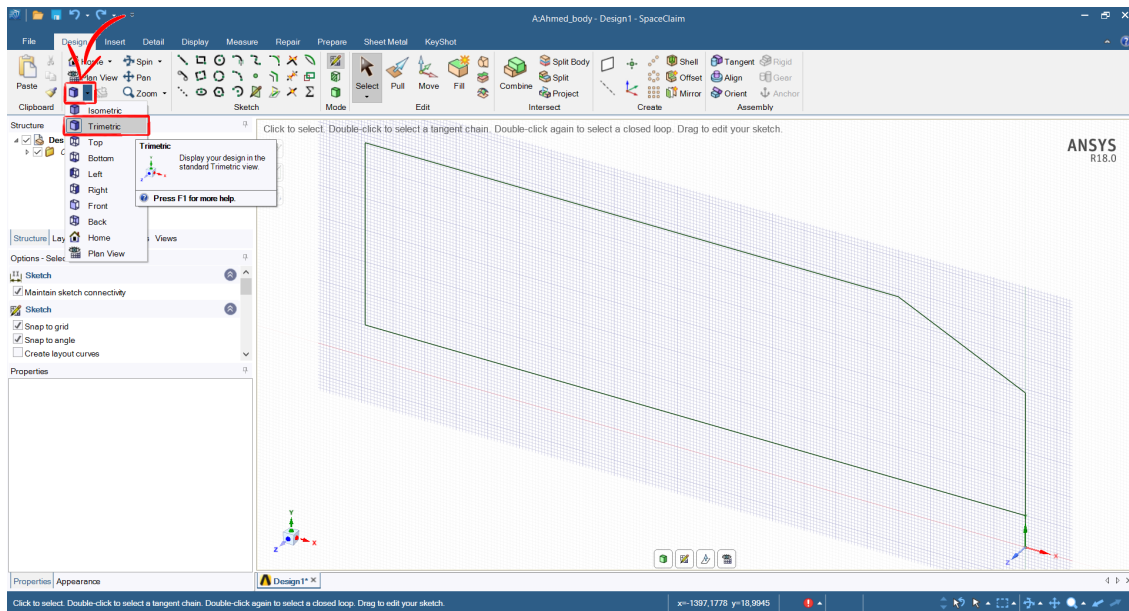 A:Ahmed_body - Design1 - SpaceClaim
File Design Insert Detail Display Measure Repair Prepare Sheet Metal KeyShot
Paste
Home Spin
Plan View Pan
Zoom
Select Pull Move Fill
Combine
Split Body
Split
Project
Shell
Offset
Mirror
Tangent Rigid
Align Gear
Orient Anchor
Clipboard Sketch Mode Edit Intersect Create Assembly
Isometric
Trimetric
Top
Bottom
Left
Right
Front
Back
Home
Plan View
Trimetric
Display your design in the
standard Trimetric view.
Press F1 for more help.
Structure
Des
Structure Lay s Views
Options - Selec
Sketch
Maintain sketch connectivity
Sketch
Snap to grid
Snap to angle
Create layout curves
Properties
Click to select. Double-click to select a tangent chain. Double-click again to select a closed loop. Drag to edit your sketch.
ANSYS
R18.0
Y
Z X
X
Z
Properties Appearance
Design1*
Click to select. Double-click to select a tangent chain. Double-click again to select a closed loop. Drag to edit your sketch.
x=-1397,1778 y=18,9945